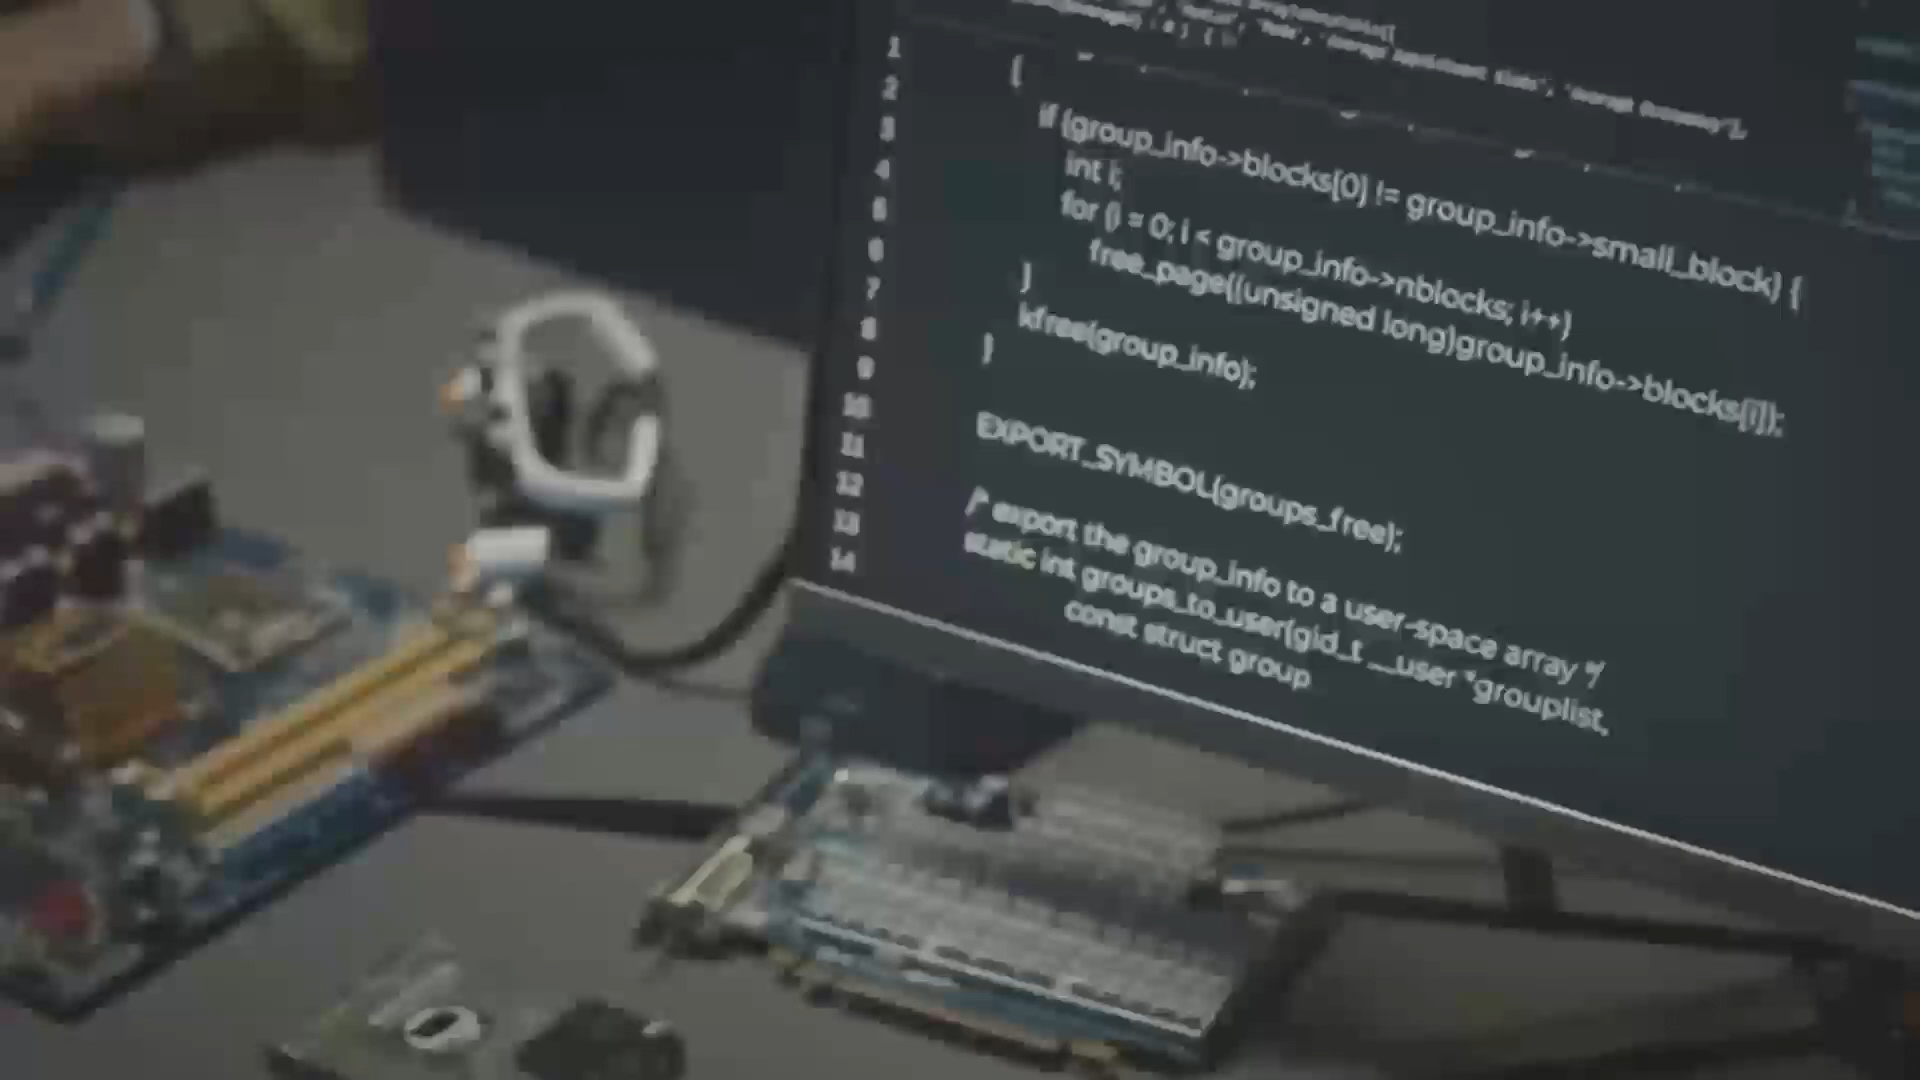 1
2
3
4
5
6
7
8
9
10
11
12
13
14
{
if (group_info->blocks[0] != group_info->small_block) {
int i;
for (i = 0; i < group_info->nblocks; i++)
free_page((unsigned long)group_info->blocks[i]);
}
kfree(group_info);
}
EXPORT_SYMBOL(groups_free);
/* export the group_info to a user-space array */
static int groups_to_user(gid_t __user *grouplist,
const struct group